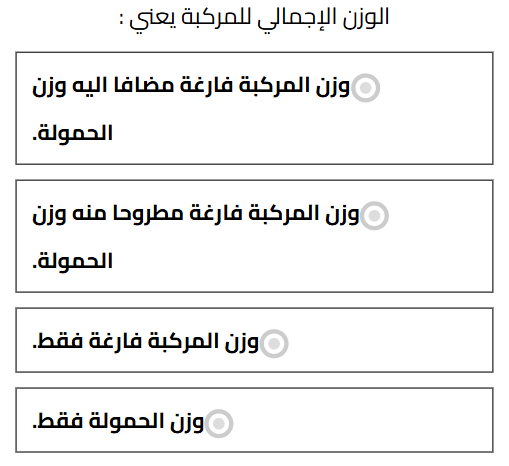 الوزن الإجمالي للمركبة يعني :
وزن المركبة فارغة مضافا اليه وزن
الحمولة.
وزن المركبة فارغة مطروحا منه وزن
الحمولة.
وزن المركبة فارغة فقط.
وزن الحمولة فقط.